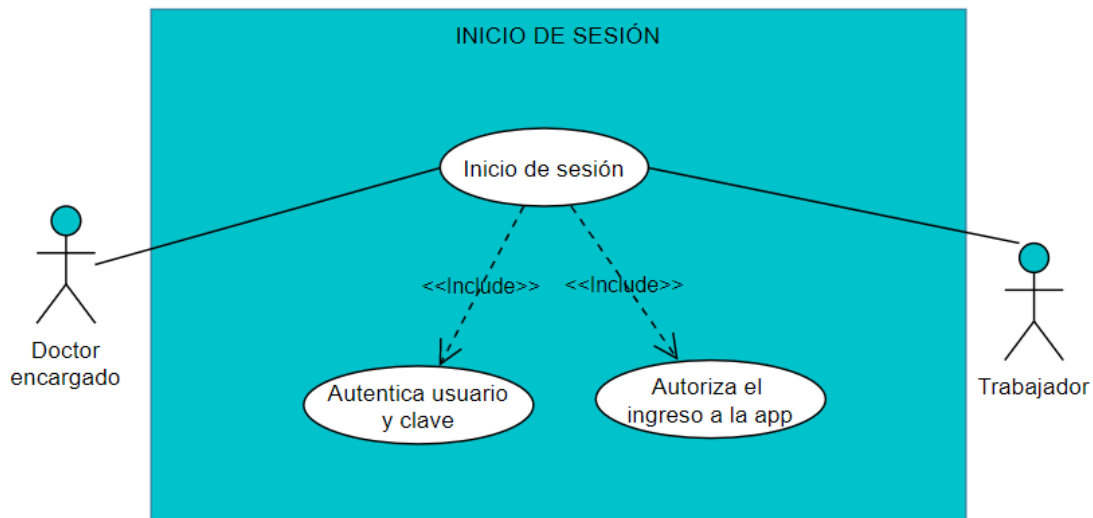 INICIO DE SESIÓN
Inicio de sesión
<<Include>>
<<Include>>
Doctor
encargado
Autentica usuario
y clave
Autoriza el
ingreso a la app
Trabajador